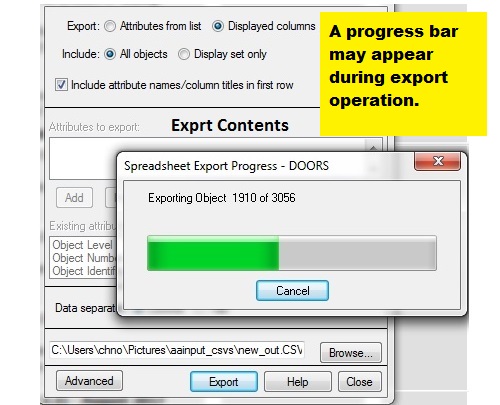 Export: Attributes from list Displayed columns
Include: All objects Display set only
Include attribute names/column titles in first row
A progress bar
may appear
during export
operation.
Attributes to export:
Exprt Contents
Add
Existing attribu
Object Level
Object Numb
Object Identif
Spreadsheet Export Progress - DOORS
Exporting Object 1910 of 3056
Cancel
Data separat
C:\Users\chno\Pictures\aainput_csvs\new_out.CSV
Browse...
Advanced
Export
Help
Close